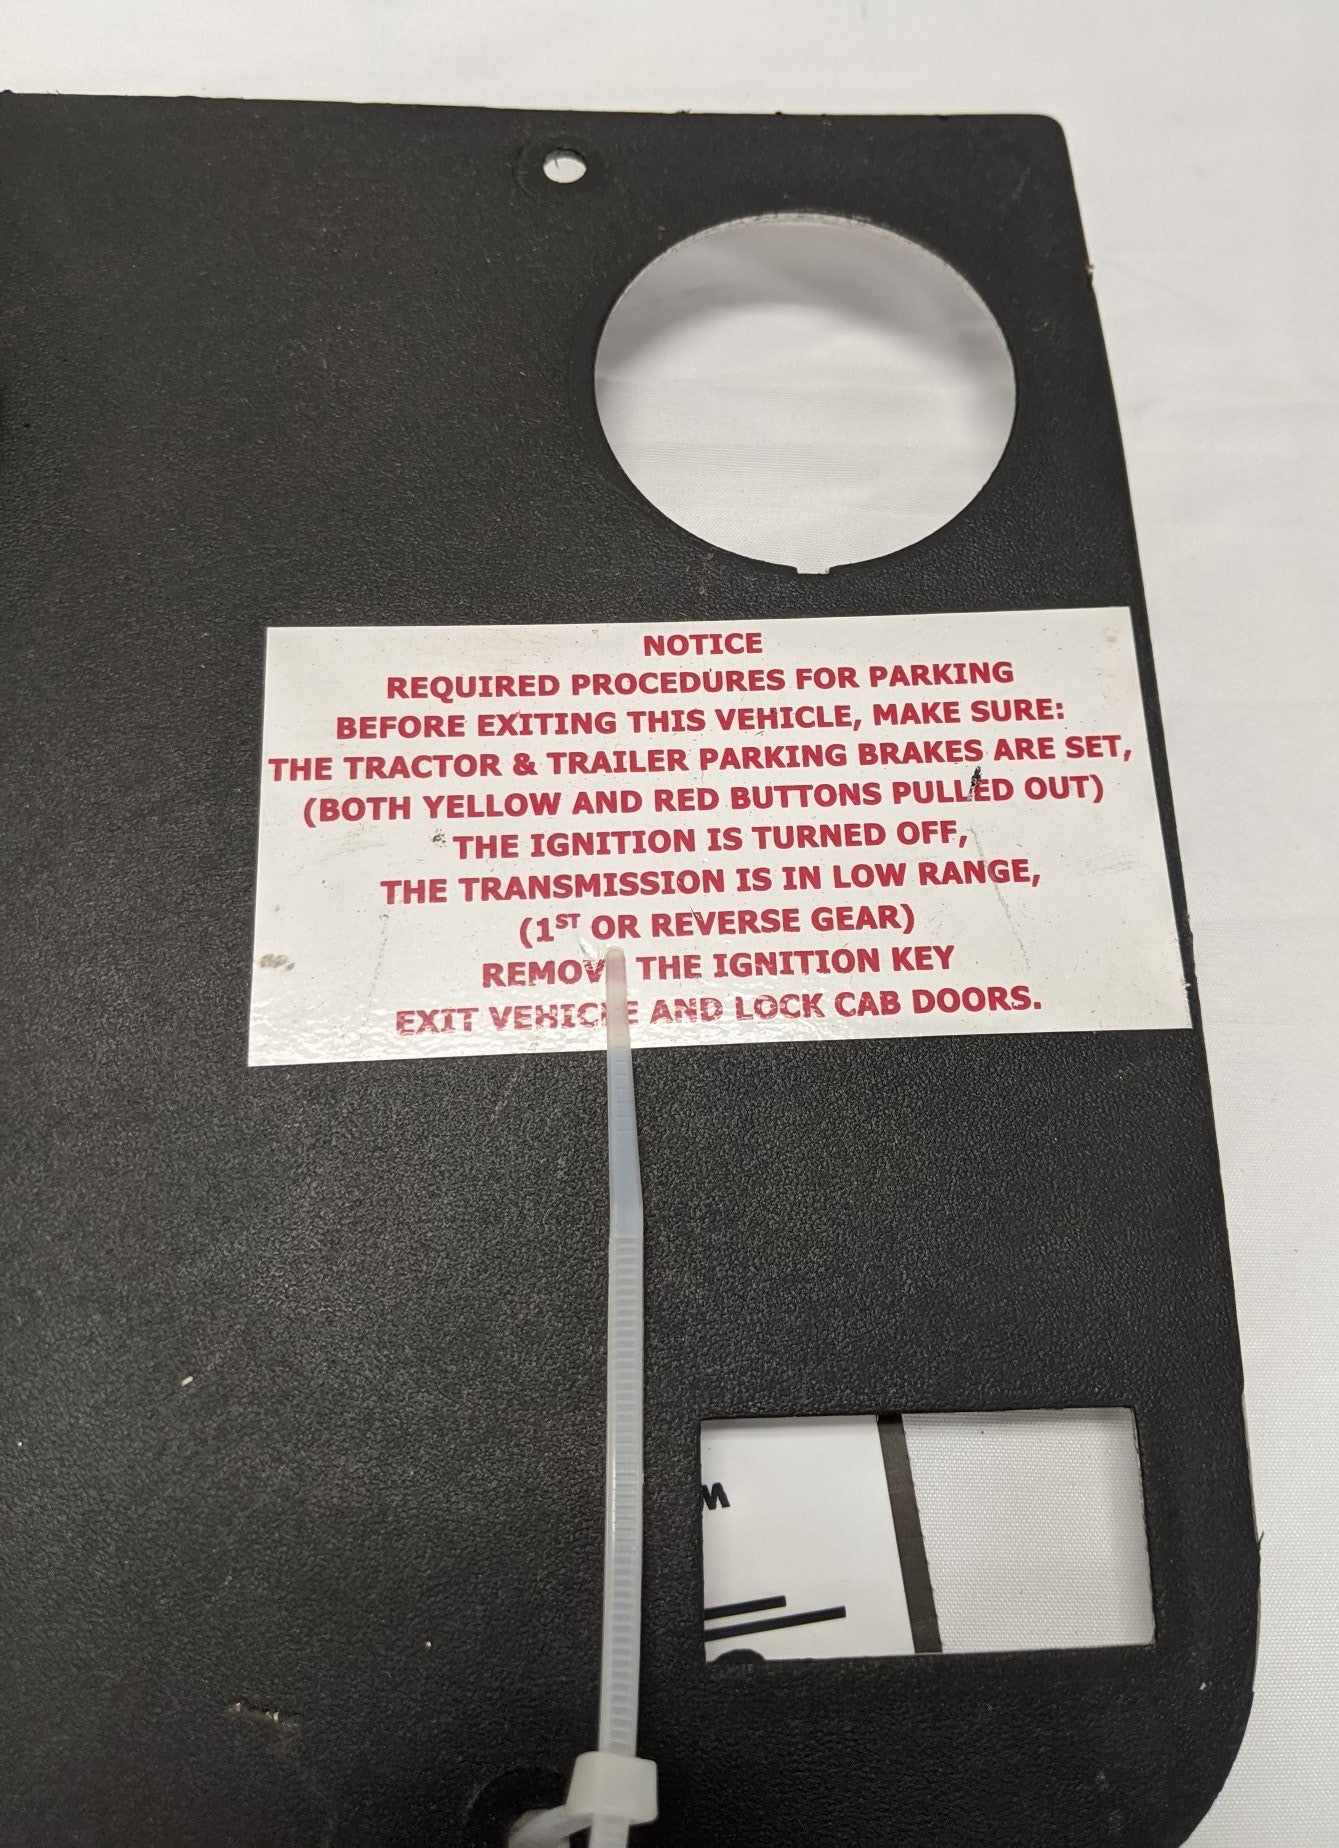 NOTICE
REQUIRED PROCEDURES FOR PARKING
BEFORE EXITING THIS VEHICLE, MAKE SURE:
THE TRACTOR & TRAILER PARKING BRAKES ARE SET,
(BOTH YELLOW AND RED BUTTONS PULLED OUT)
THE IGNITION IS TURNED OFF,
THE TRANSMISSION IS IN LOW RANGE,
(1ST OR REVERSE GEAR)
REMOVE THE IGNITION KEY
EXIT VEHICLE AND LOCK CAB DOORS.